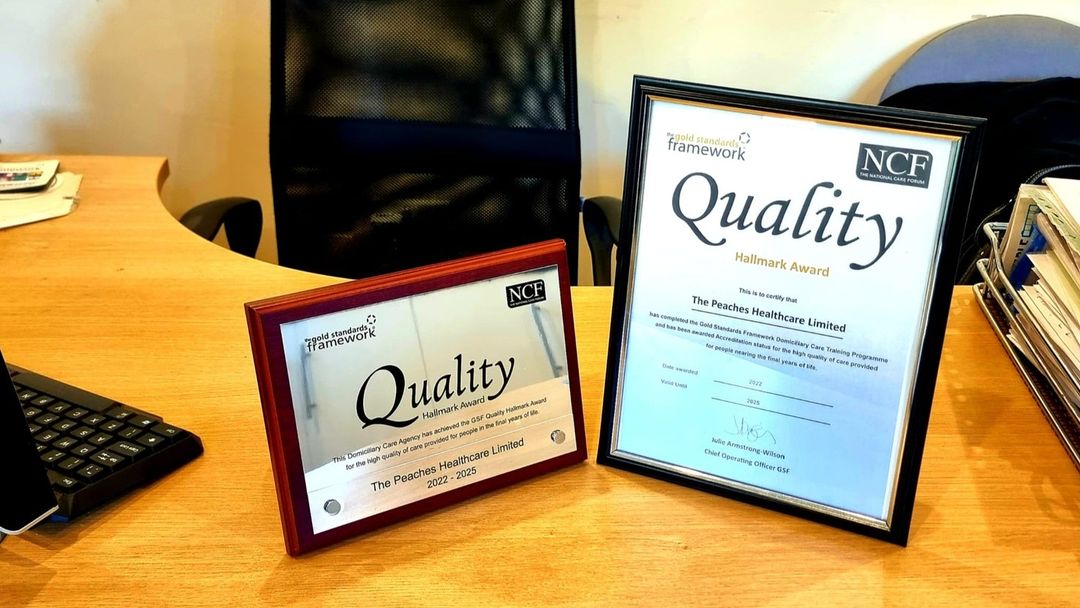 the gold standards
framework
NCF
THE NATIONAL CARE FORUM
Quality
Hallmark Award
This Domiciliary Care Agency has achieved the GSF Quality Hallmark Award
for the high quality of care provided for people in the final years of life.
The Peaches Healthcare Limited
2022 - 2025
the gold standards
framework
NCF
THE NATIONAL CARE FORUM
Quality
Hallmark Award
This is to certify that
The Peaches Healthcare Limited
has completed the Gold Standards Framework Domiciliary Care Training Programme
and has been awarded Accreditation status for the high quality of care provided
for people nearing the final years of life.
Date awarded 2022
Valid Until 2025
Julie Armstrong-Wilson
Chief Operating Officer GSF